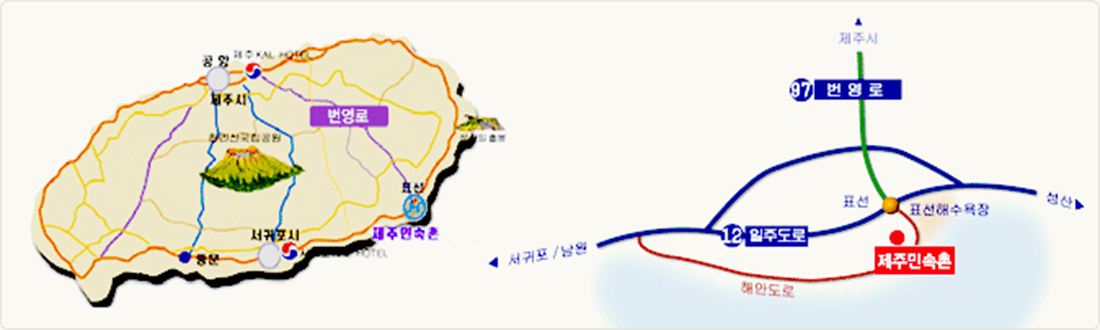 공항
제주KAL HOTEL
제주시
번영로
한라산국립공원
표선
제주민속촌
서귀포시
중문
HOTEL
제주시
97 번영로
표선
표선해수욕장
성산▶
12 일주도로
◀ 서귀포/남원
제주민속촌
해안도로